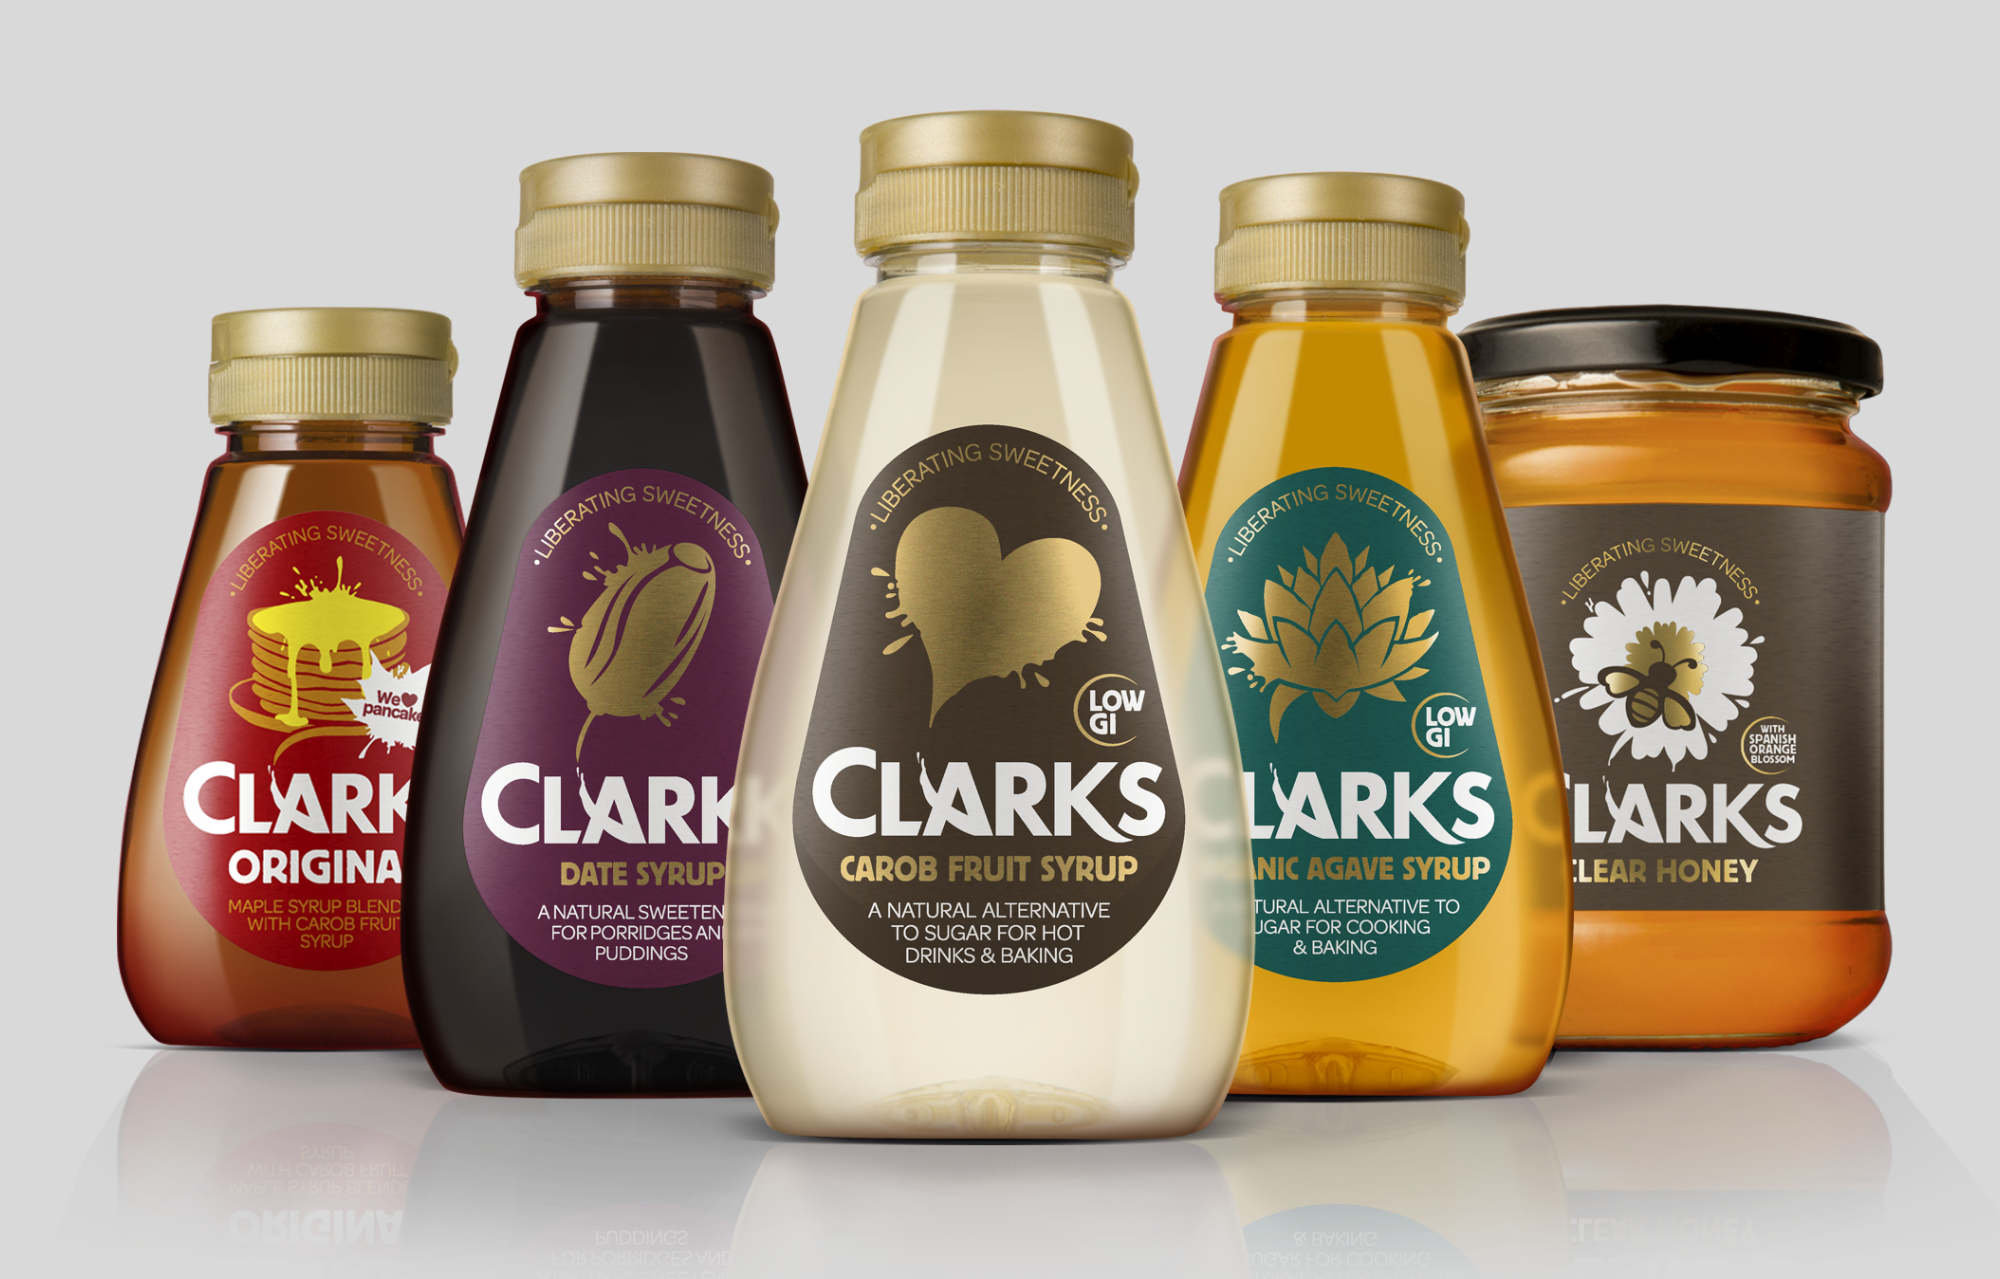 LIBERATING SWEETNESS
We
pancake
CLARK
ORIGINA
MAPLE SYRUP BLEND
WITH CAROB FRUIT
SYRUP
LIBERATING SWEETNESS
CLARK
DATE SYRUP
A NATURAL SWEETEN
FOR PORRIDGES AND
PUDDINGS
LIBERATING SWEETNESS
LOW
GI
CLARKS
CAROB FRUIT SYRUP
A NATURAL ALTERNATIVE
TO SUGAR FOR HOT
DRINKS & BAKING
LIBERATING SWEETNESS
LOW
GI
LARKS
ANIC AGAVE SYRUP
TURAL ALTERNATIVE TO
UGAR FOR COOKING
& BAKING
LIBERATING SWEETNESS
WITH
SPANISH
ORANGE
BLOSSOM
CLARKS
CLEAR HONEY